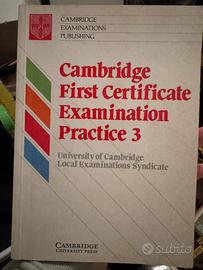 CAMBRIDGE
EXAMINATIONS
PUBLISHING
Cambridge
First Certificate
Examination
Practice 3
University of Cambridge
Local Examinations Syndicate
CAMBRIDGE
UNIVERSITY PRESS
subito